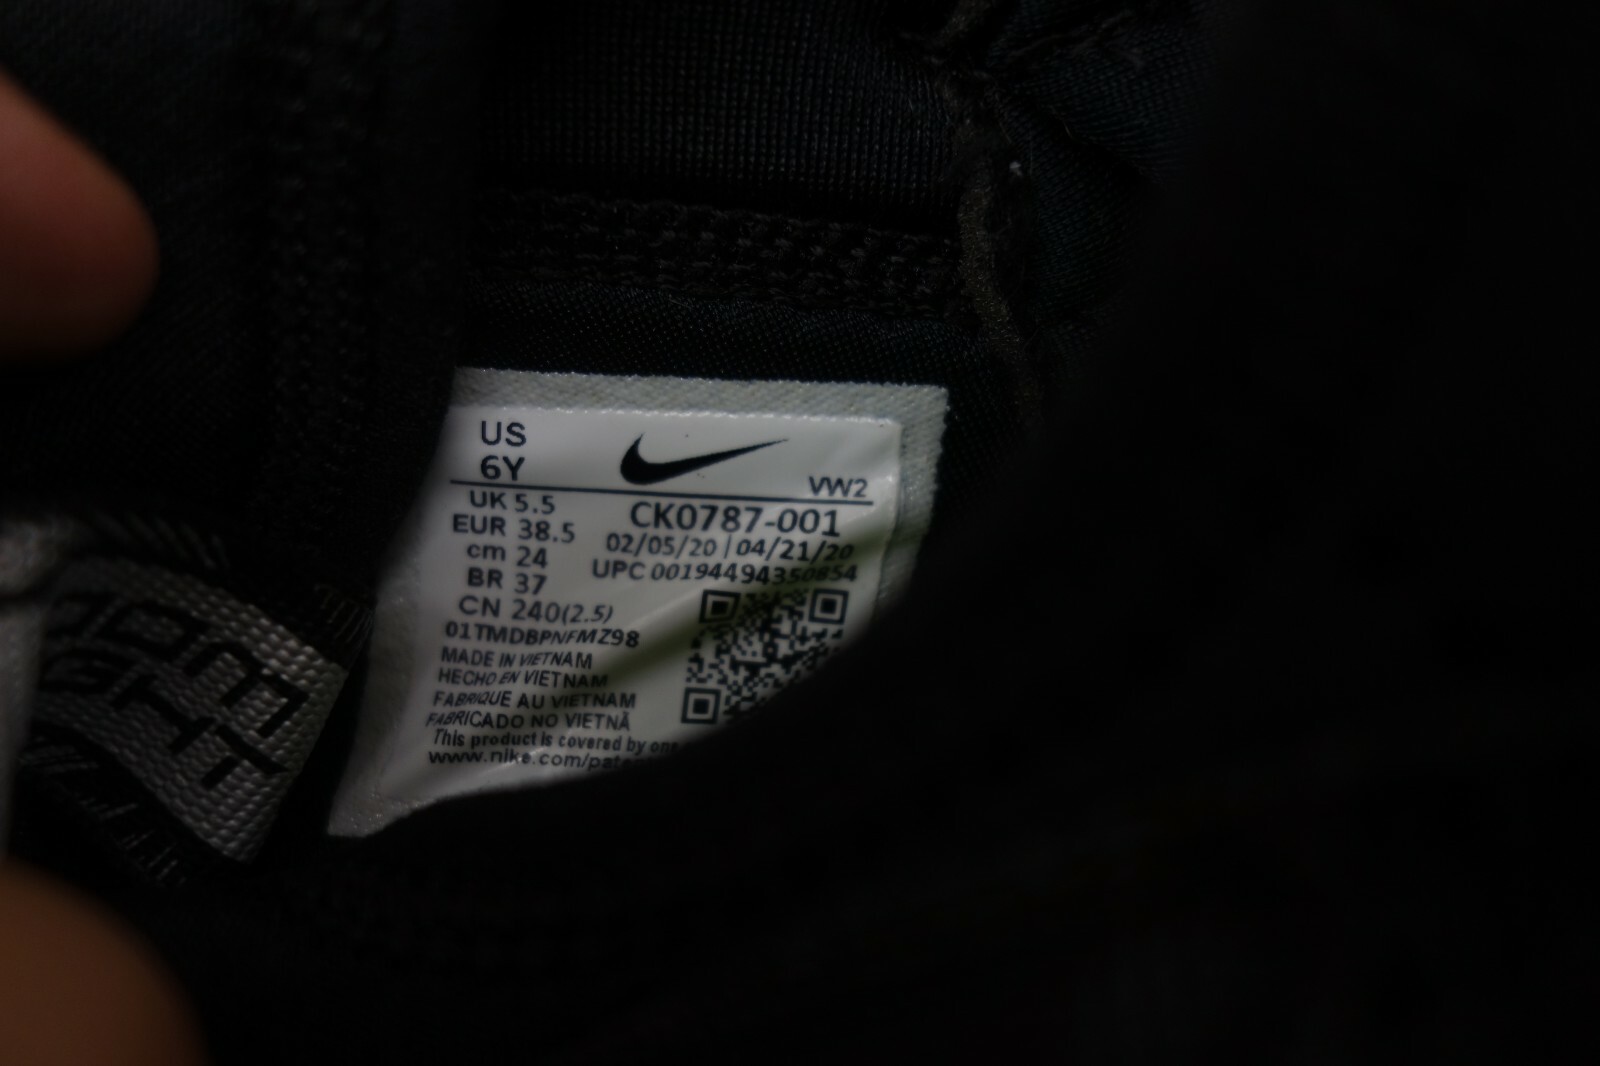 US
6Y
VW2
UK 5.5
EUR 38.5
cm 24
BR 37
CN 240(2.5)
CK0787-001
02/05/20 | 04/21/20
UPC 00194494350854
01TMDBPNFMZ98
MADE IN VIETNAM
HECHO EN VIETNAM
FABRIQUE AU VIETNAM
FABRICADO NO VIETNÃ
This product is covered by one
www.nike.com/pate